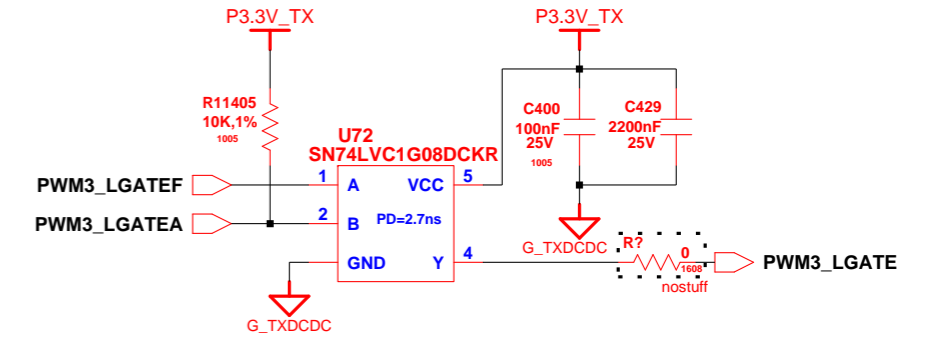 P3.3V_TX
P3.3V_TX
R11405
10K,1%
1005
C400
100nF
25V
1005
C429
2200nF
25V
U72
SN74LVC1G08DCKR
PWM3_LGATEF
1
A
VCC
5
PWM3_LGATEA
2
B
PD=2.7ns
GND
Y
4
G_TXDCDC
G_TXDCDC
R?
0
1608
nostuff
PWM3_LGATE